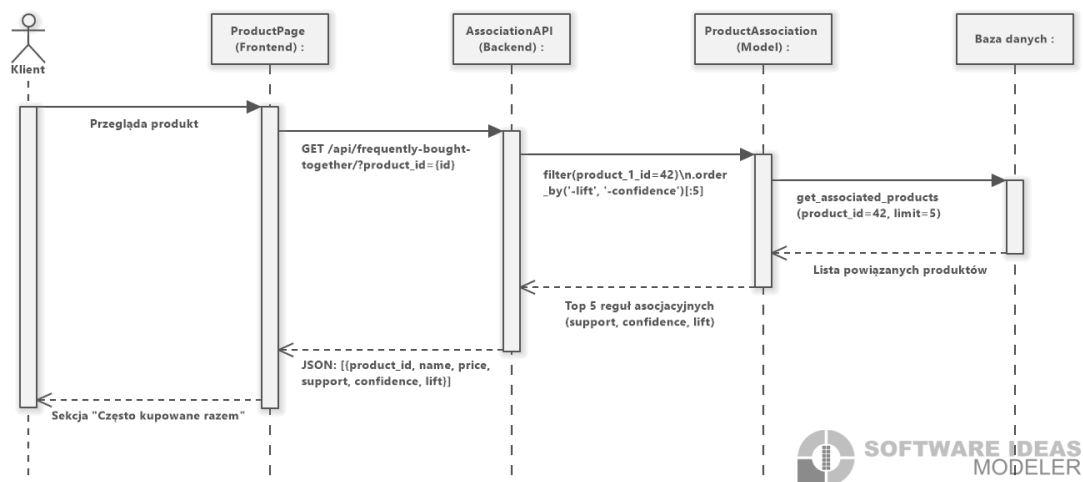 ProductPage
(Frontend) :
AssociationAPI
(Backend) :
ProductAssociation
(Model) :
Baza danych :
Klient
Przegląda produkt
GET /api/frequently-bought-
together/?product_id={id}
filter(product_1_id=42)\n.order
_by('-lift', '-confidence')[:5]
get_associated_products
(product_id=42, limit=5)
Lista powiązanych produktów
Top 5 reguł asocjacyjnych
(support, confidence, lift)
JSON: [{product_id, name, price,
support, confidence, lift}]
Sekcja "Często kupowane razem"
SOFTWARE IDEAS
MODELER